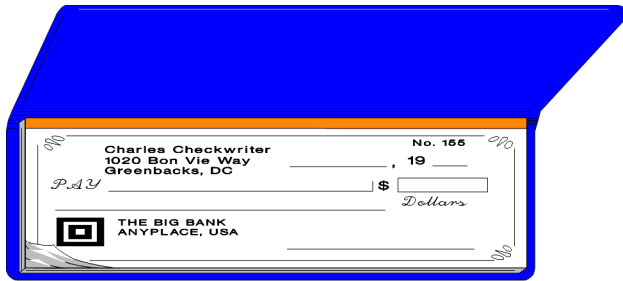 No. 155
Charles Checkwriter
1020 Bon Vie Way , 19
Greenbacks, DC
PAY $
Dollars
THE BIG BANK
ANYPLACE, USA